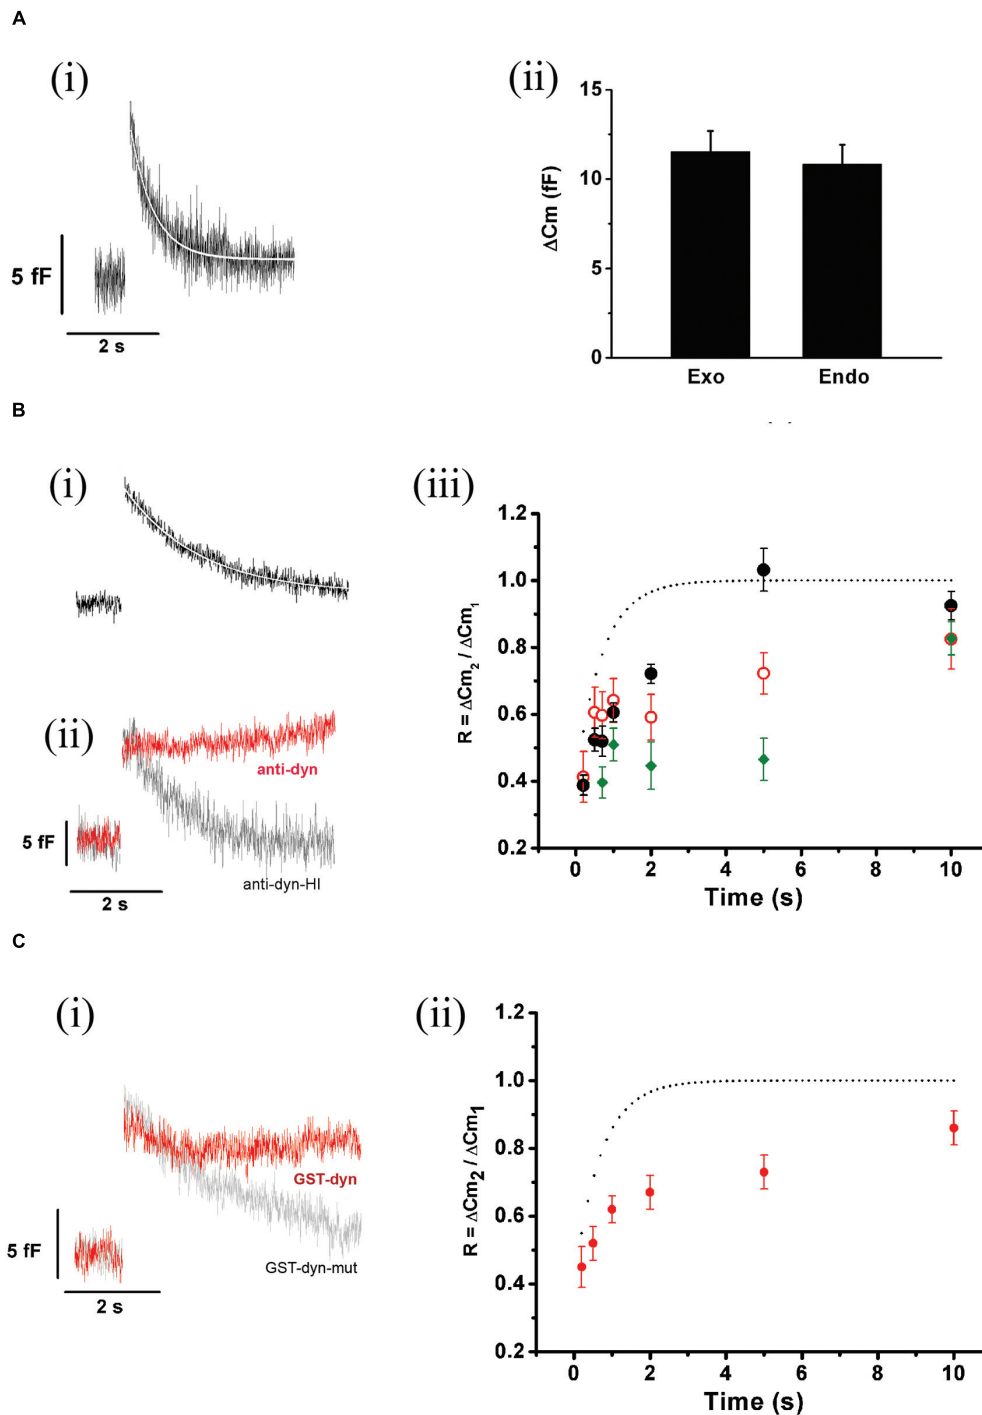 A
(i)
5 fF
2 s
(ii)
ΔCm (fF)
15
10
5
0
Exo
Endo
B
(i)
(ii)
anti-dyn
5 fF
anti-dyn-HI
2 s
(iii)
R = ΔCm2 / ΔCm1
1.2
1.0
0.8
0.6
0.4
0.2
0 2 4 6 8 10
Time (s)
C
(i)
GST-dyn
5 fF
GST-dyn-mut
2 s
(ii)
R = ΔCm2 / ΔCm1
1.2
1.0
0.8
0.6
0.4
0.2
0 2 4 6 8 10
Time (s)